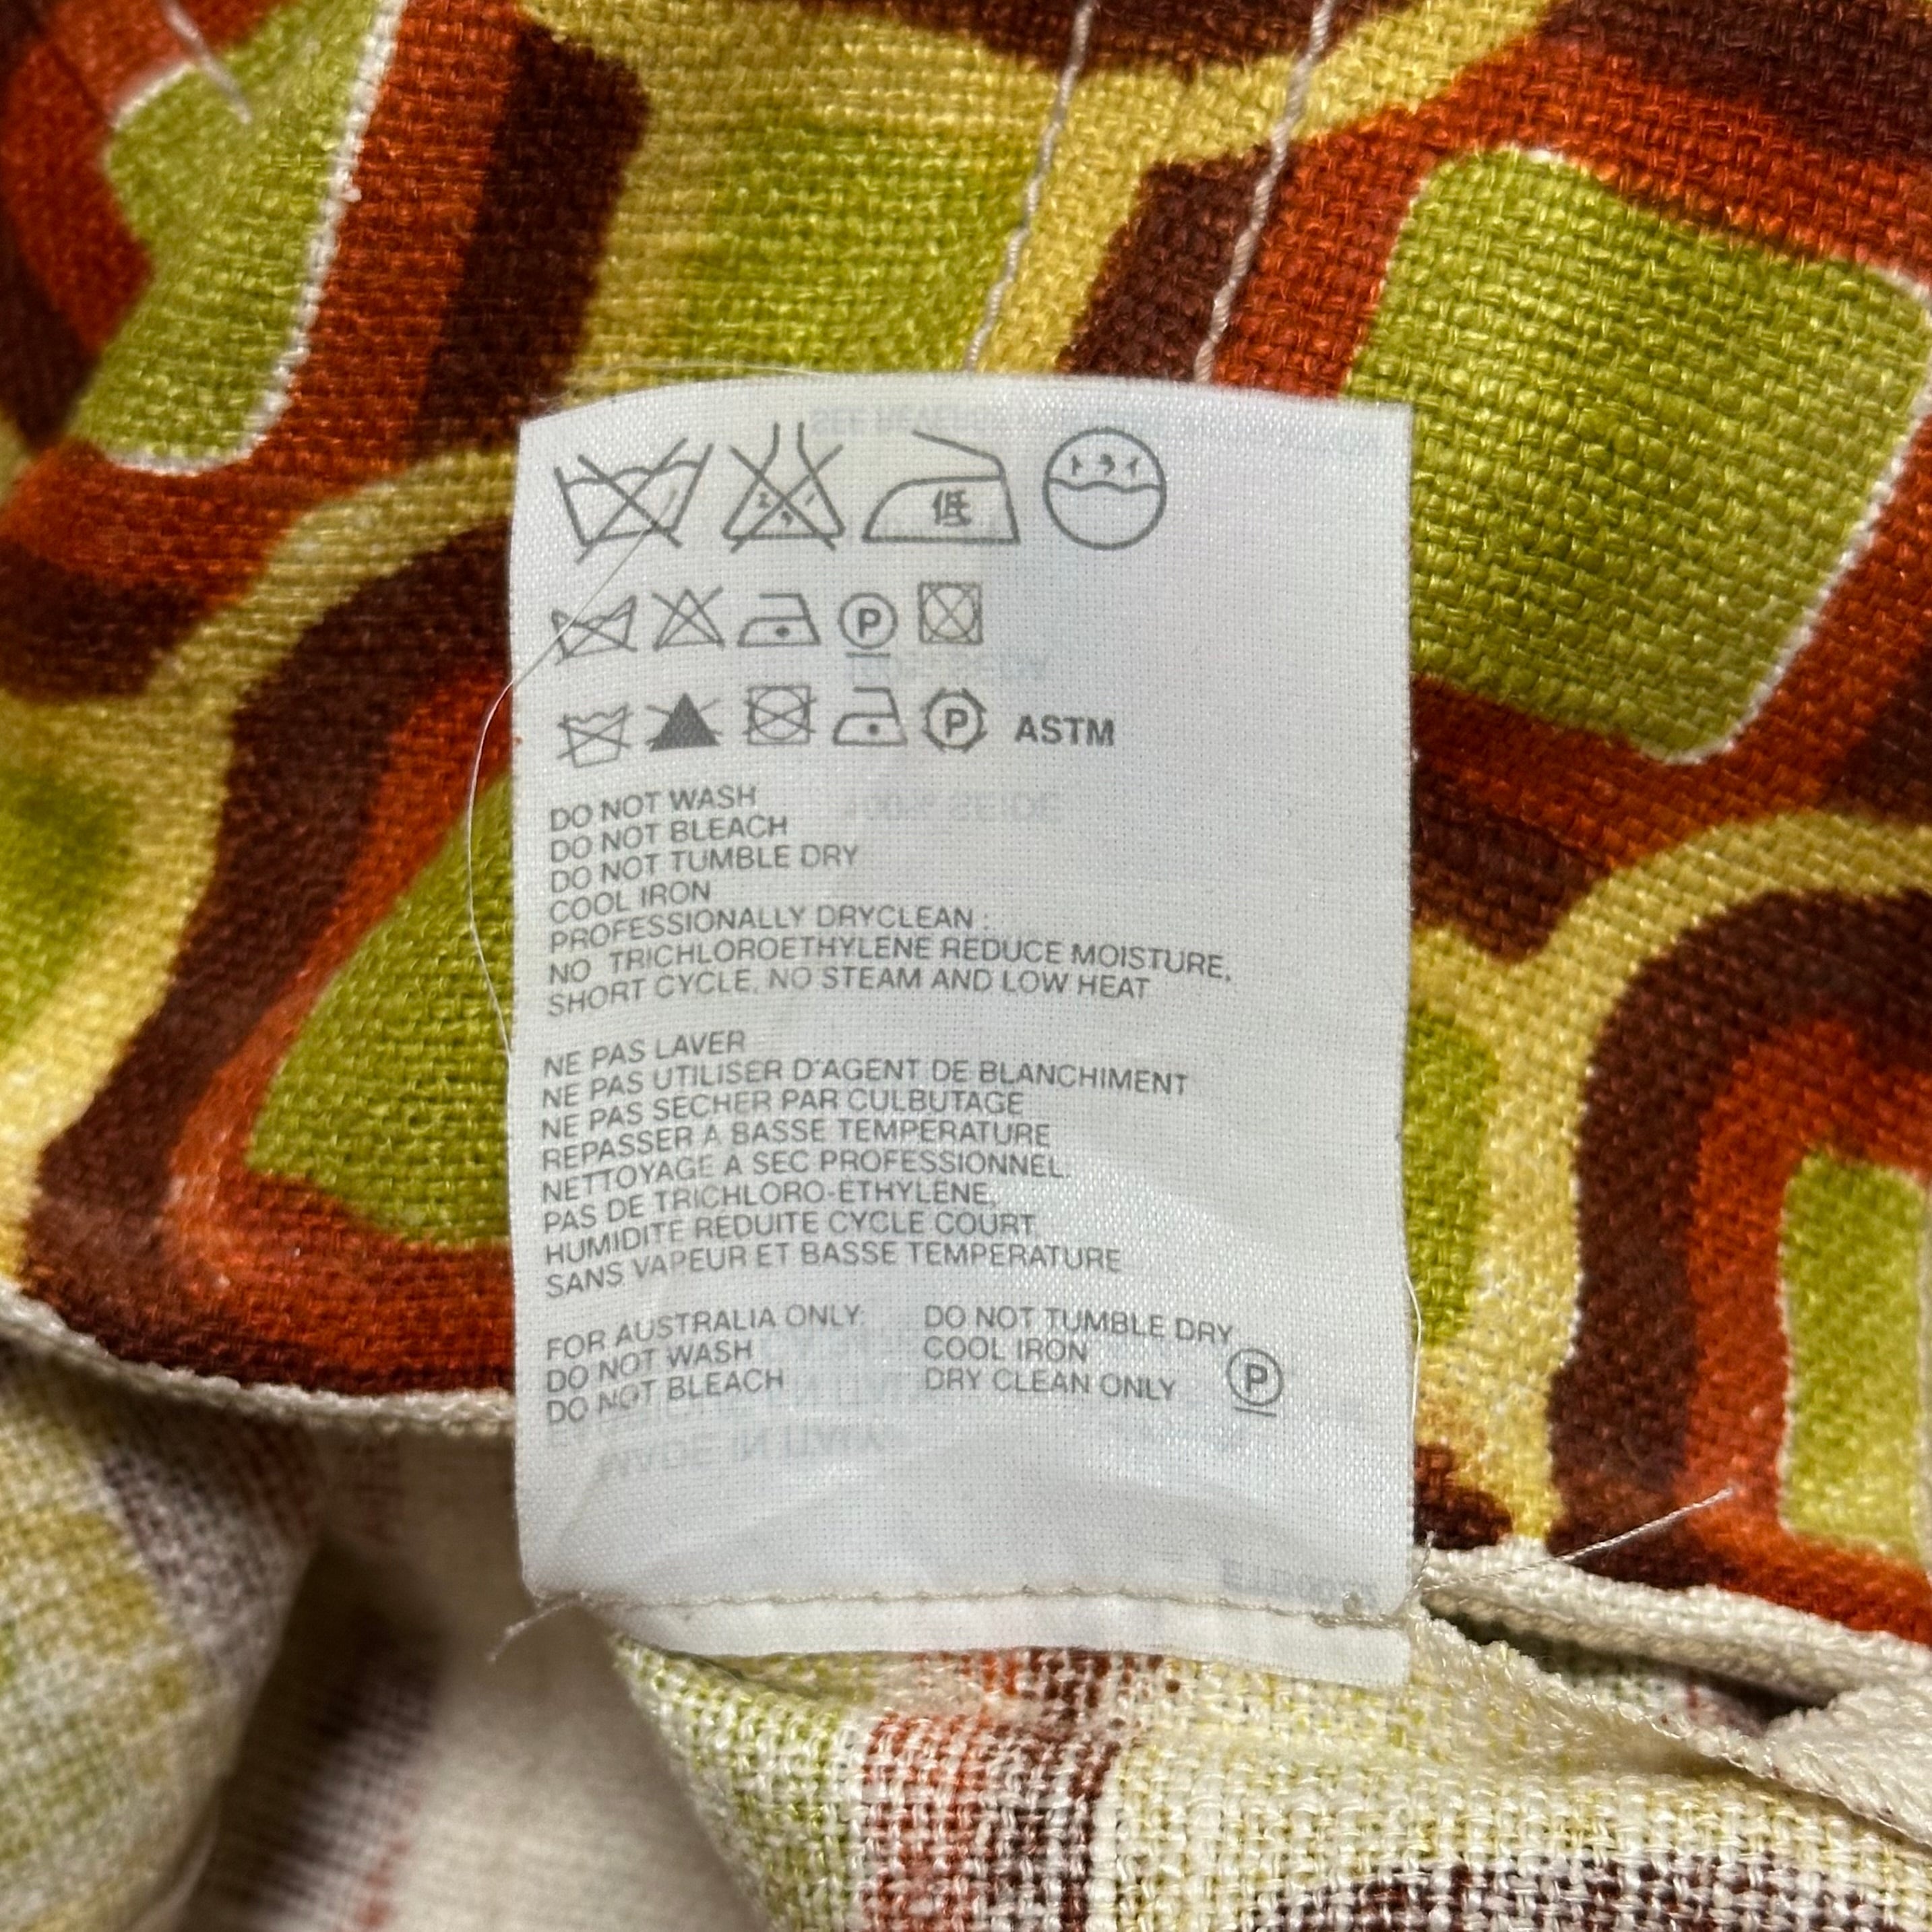 エンソ
低
ドライ
P
P ASTM
DO NOT WASH
DO NOT BLEACH
DO NOT TUMBLE DRY
COOL IRON
PROFESSIONALLY DRYCLEAN :
NO TRICHLOROETHYLENE REDUCE MOISTURE,
SHORT CYCLE, NO STEAM AND LOW HEAT
NE PAS LAVER
NE PAS UTILISER D'AGENT DE BLANCHIMENT
NE PAS SECHER PAR CULBUTAGE
REPASSER A BASSE TEMPERATURE
NETTOYAGE A SEC PROFESSIONNEL:
PAS DE TRICHLORO-ETHYLENE,
HUMIDITE REDUITE CYCLE COURT
SANS VAPEUR ET BASSE TEMPERATURE
FOR AUSTRALIA ONLY
DO NOT WASH
DO NOT BLEACH
DO NOT TUMBLE DRY
COOL IRON
DRY CLEAN ONLY
P